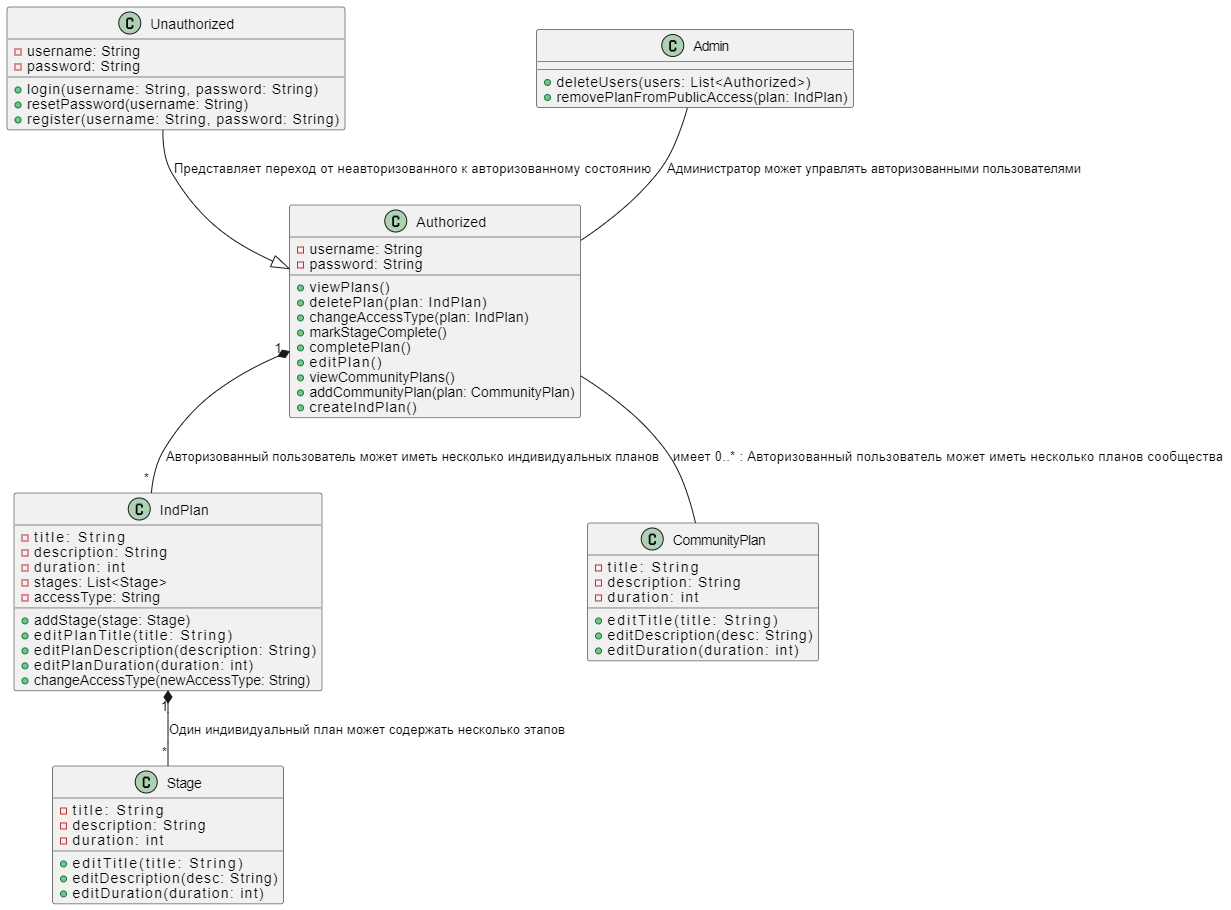 C Unauthorized
username: String
password: String
login(username: String, password: String)
resetPassword(username: String)
register(username: String, password: String)
C Admin
deleteUsers(users: List<Authorized>)
removePlanFromPublicAccess(plan: IndPlan)
Представляет переход от неавторизованного к авторизованному состоянию
Администратор может управлять авторизованными пользователями
C Authorized
username: String
password: String
viewPlans()
deletePlan(plan: IndPlan)
changeAccessType(plan: IndPlan)
markStageComplete()
completePlan()
editPlan()
viewCommunityPlans()
addCommunityPlan(plan: CommunityPlan)
createIndPlan()
1
Авторизованный пользователь может иметь несколько индивидуальных планов
*
имеет 0..* : Авторизованный пользователь может иметь несколько планов сообщества
C IndPlan
title: String
description: String
duration: int
stages: List<Stage>
accessType: String
addStage(stage: Stage)
editPlanTitle(title: String)
editPlanDescription(description: String)
editPlanDuration(duration: int)
changeAccessType(newAccessType: String)
C CommunityPlan
title: String
description: String
duration: int
editTitle(title: String)
editDescription(desc: String)
editDuration(duration: int)
1
Один индивидуальный план может содержать несколько этапов
*
C Stage
title: String
description: String
duration: int
editTitle(title: String)
editDescription(desc: String)
editDuration(duration: int)